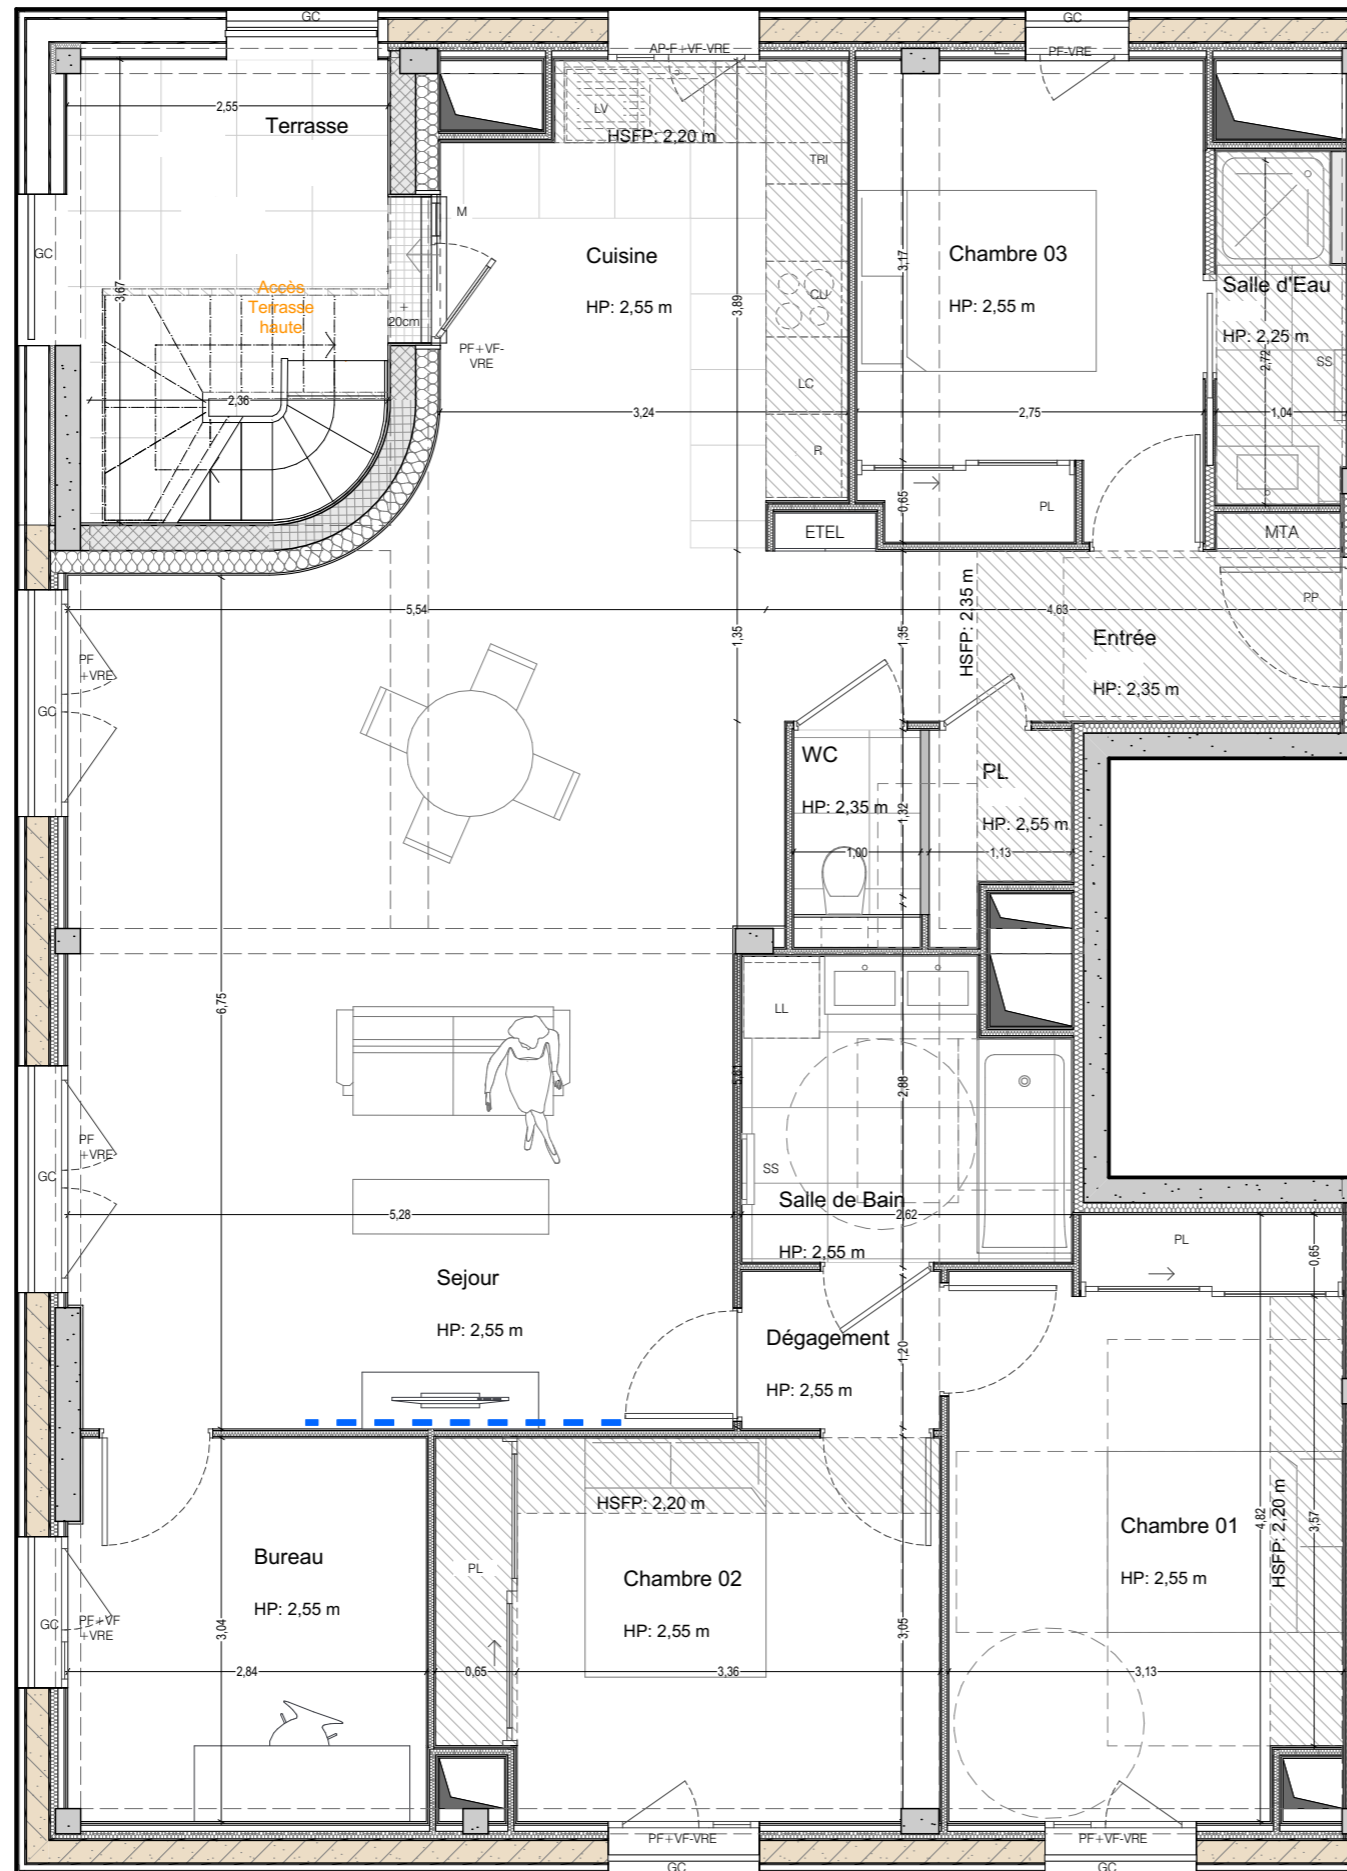 GC
AP-F+VF-VRE
GC
PF-VRE
2,55
Terrasse
LV
HSFP: 2,20 m
TRI
M
GC
Cuisine
HP: 2,55 m
Chambre 03
HP: 2,55 m
3,17
Salle d'Eau
HP: 2,25 m
2,72
SS
3,67
Accès
Terrasse
haute
+
20cm
PF+VF-
VRE
3,89
CU
LC
2,36
3,24
2,75
1,04
R
0,65
PL
ETEL
MTA
5,54
1,35
1,35
HSFP: 2,35 m
4,63
PP
Entrée
HP: 2,35 m
PF
+VRE
GC
WC
HP: 2,35 m
1,32
PL
HP: 2,55 m
1,00
1,13
6,75
LL
5,61
2,88
PF
+VRE
GC
SS
Salle de Bain
5,28
2,62
HP: 2,55 m
PL
0,65
Sejour
HP: 2,55 m
Dégagement
1,20
HP: 2,55 m
HSFP: 2,20 m
4,82
3,57
HSFP: 2,20 m
Chambre 01
HP: 2,55 m
Bureau
HP: 2,55 m
PL
Chambre 02
HP: 2,55 m
GC
PF+VF
+VRE
3,04
3,05
2,84
0,65
3,36
3,13
PF+VF-VRE
GC
PF+VF-VRE
GC